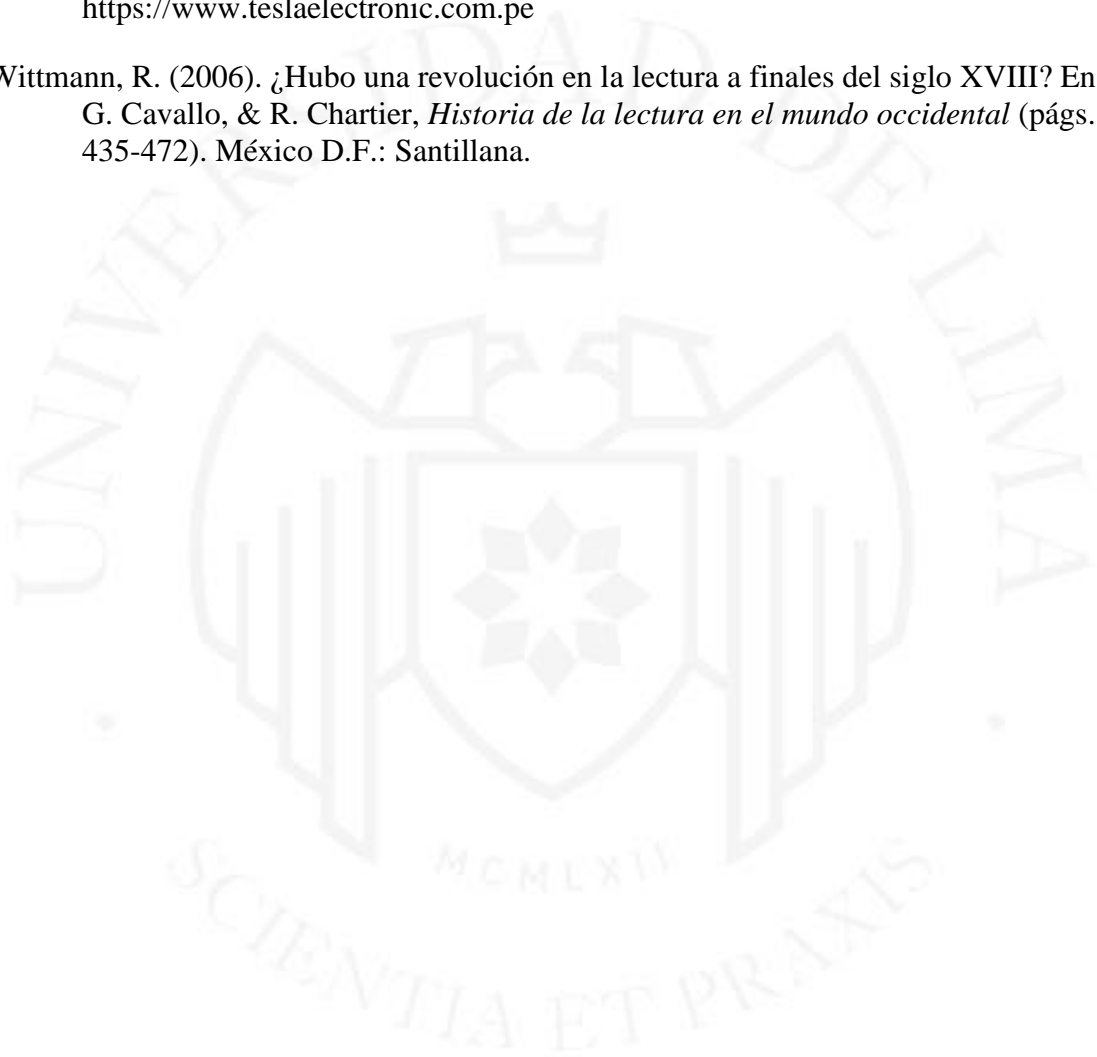 https://www.teslaelectronic.com.pe
Wittmann, R. (2006). ¿Hubo una revolución en la lectura a finales del siglo XVIII? En
G. Cavallo, & R. Chartier, Historia de la lectura en el mundo occidental (págs.
435-472). México D.F.: Santillana.
UNIVERSIDAD DE LIMA
MCMLXII
SCIENTIA ET PRAXIS